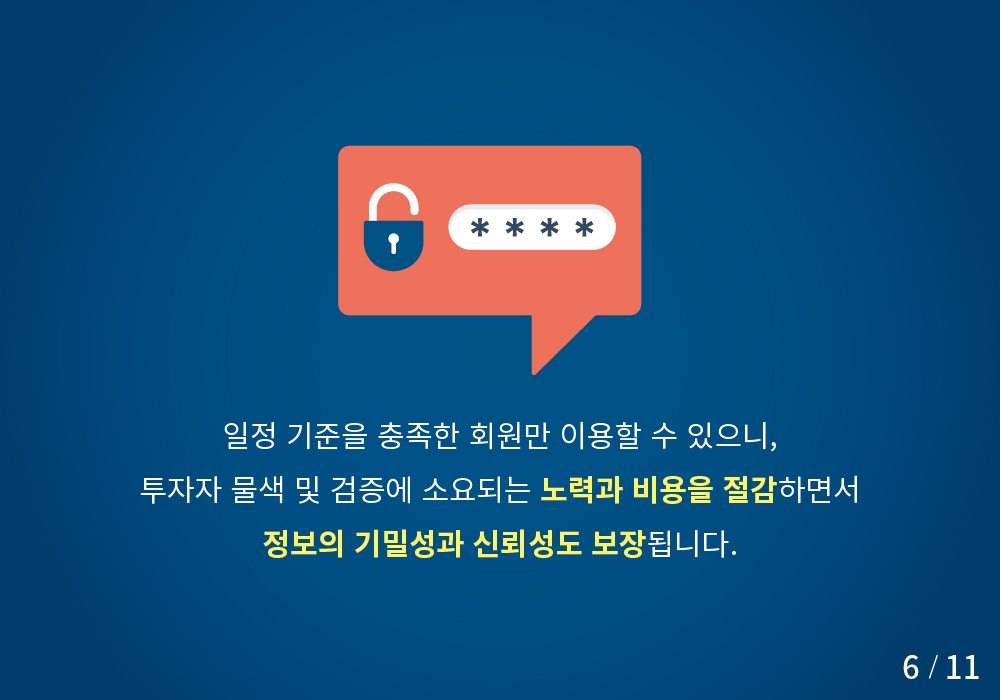 ****
일정 기준을 충족한 회원만 이용할 수 있으니,
투자자 물색 및 검증에 소요되는 노력과 비용을 절감하면서
정보의 기밀성과 신뢰성도 보장됩니다.
6 / 11